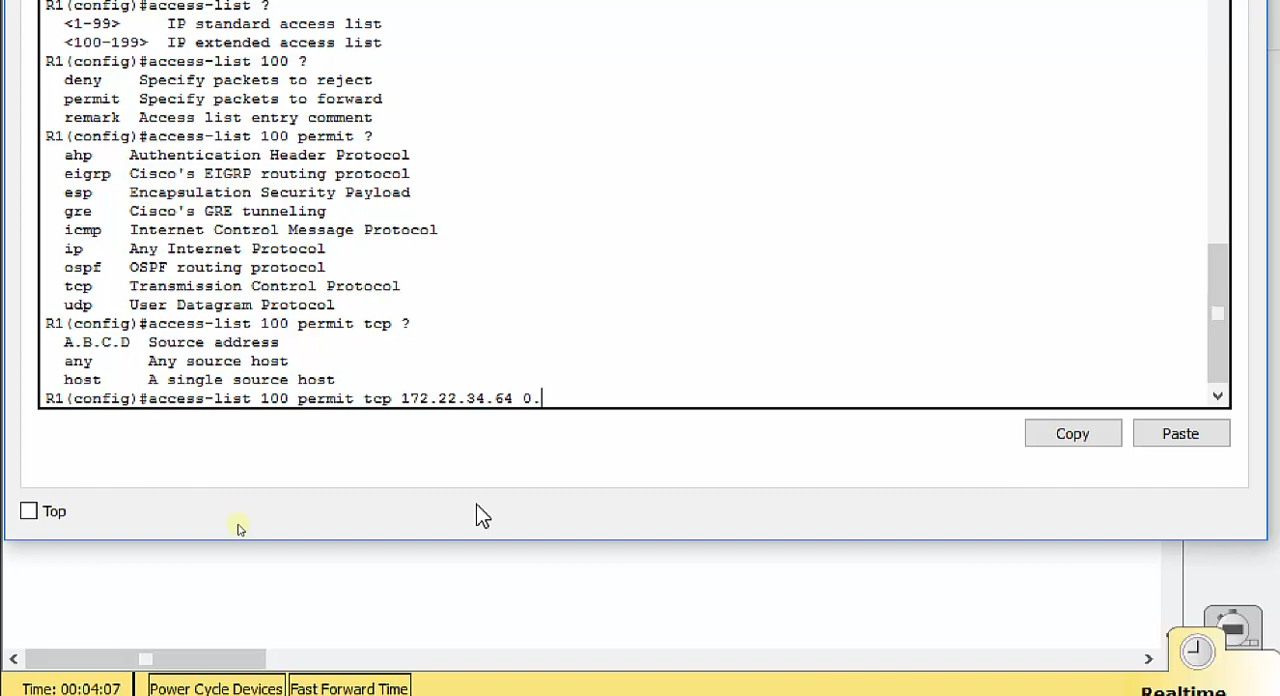 R1(config)#access-list ?
<1-99>     IP standard access list
<100-199>  IP extended access list
R1(config)#access-list 100 ?
deny    Specify packets to reject
permit  Specify packets to forward
remark  Access list entry comment
R1(config)#access-list 100 permit ?
ahp    Authentication Header Protocol
eigrp  Cisco's EIGRP routing protocol
esp    Encapsulation Security Payload
gre    Cisco's GRE tunneling
icmp   Internet Control Message Protocol
ip     Any Internet Protocol
ospf   OSPF routing protocol
tcp    Transmission Control Protocol
udp    User Datagram Protocol
R1(config)#access-list 100 permit tcp ?
A.B.C.D  Source address
any      Any source host
host     A single source host
R1(config)#access-list 100 permit tcp 172.22.34.64 0.
Copy Paste
Top
Time: 00:04:07 Power Cycle Devices Fast Forward Time
Realtime